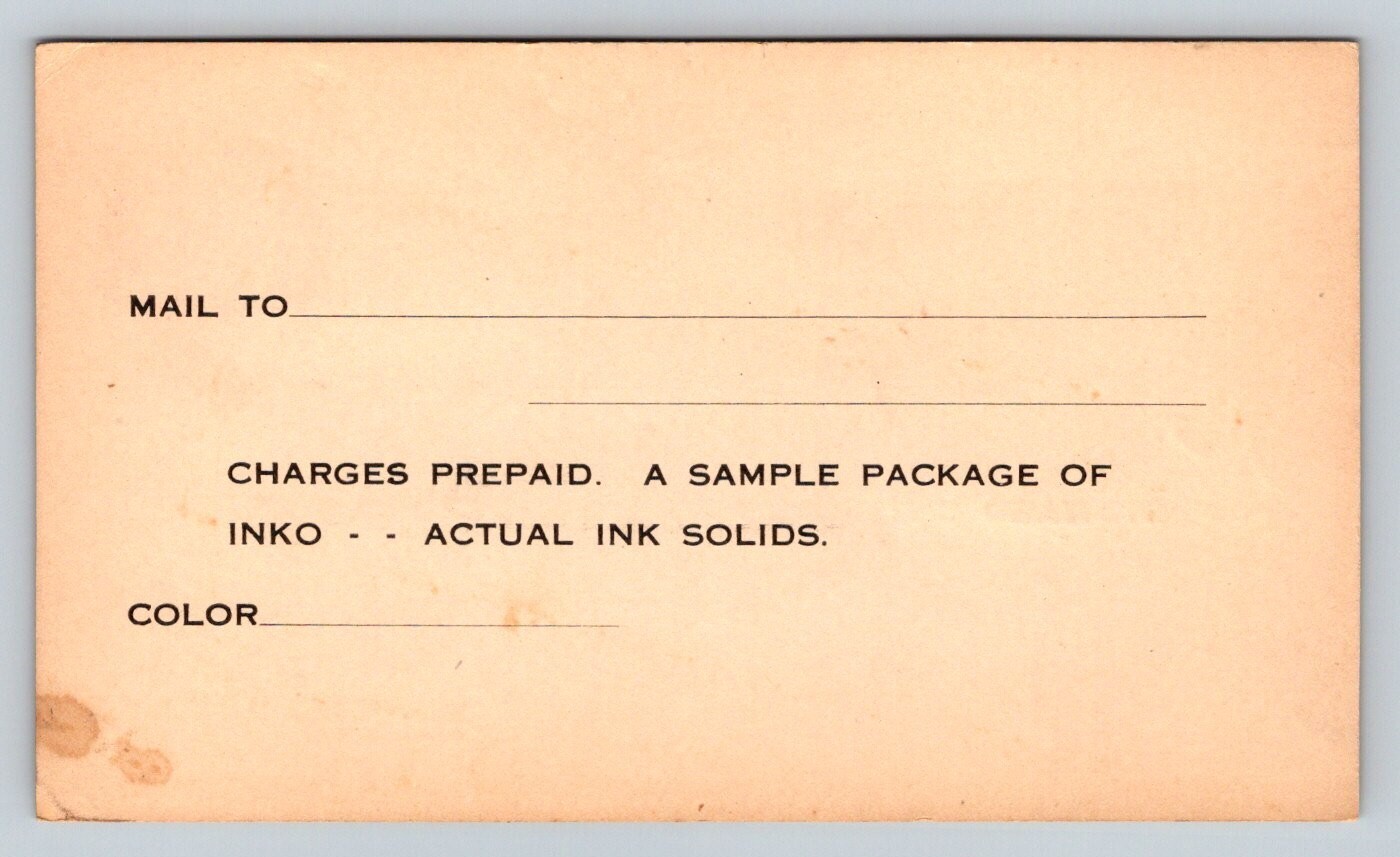 MAIL TO
CHARGES PREPAID. A SAMPLE PACKAGE OF
INKO - - ACTUAL INK SOLIDS.
COLOR